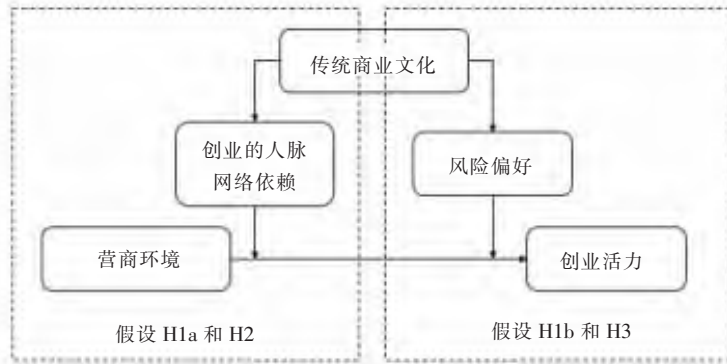 传统商业文化
创业的人脉
网络依赖
风险偏好
营商环境
创业活力
假设 H1a 和 H2
假设 H1b 和 H3